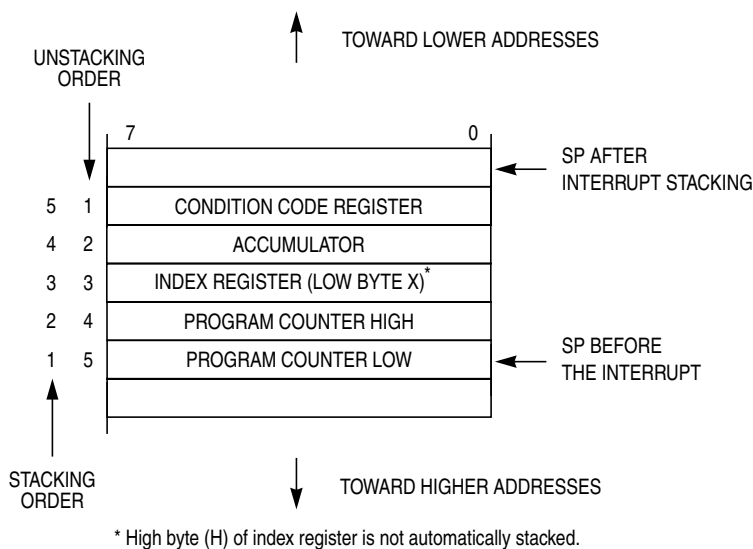 TOWARD LOWER ADDRESSES
UNSTACKING
ORDER
7 0
SP AFTER
INTERRUPT STACKING
5 1 CONDITION CODE REGISTER
4 2 ACCUMULATOR
3 3 INDEX REGISTER (LOW BYTE X)*
2 4 PROGRAM COUNTER HIGH
1 5 PROGRAM COUNTER LOW
SP BEFORE
THE INTERRUPT
STACKING
ORDER
TOWARD HIGHER ADDRESSES
* High byte (H) of index register is not automatically stacked.